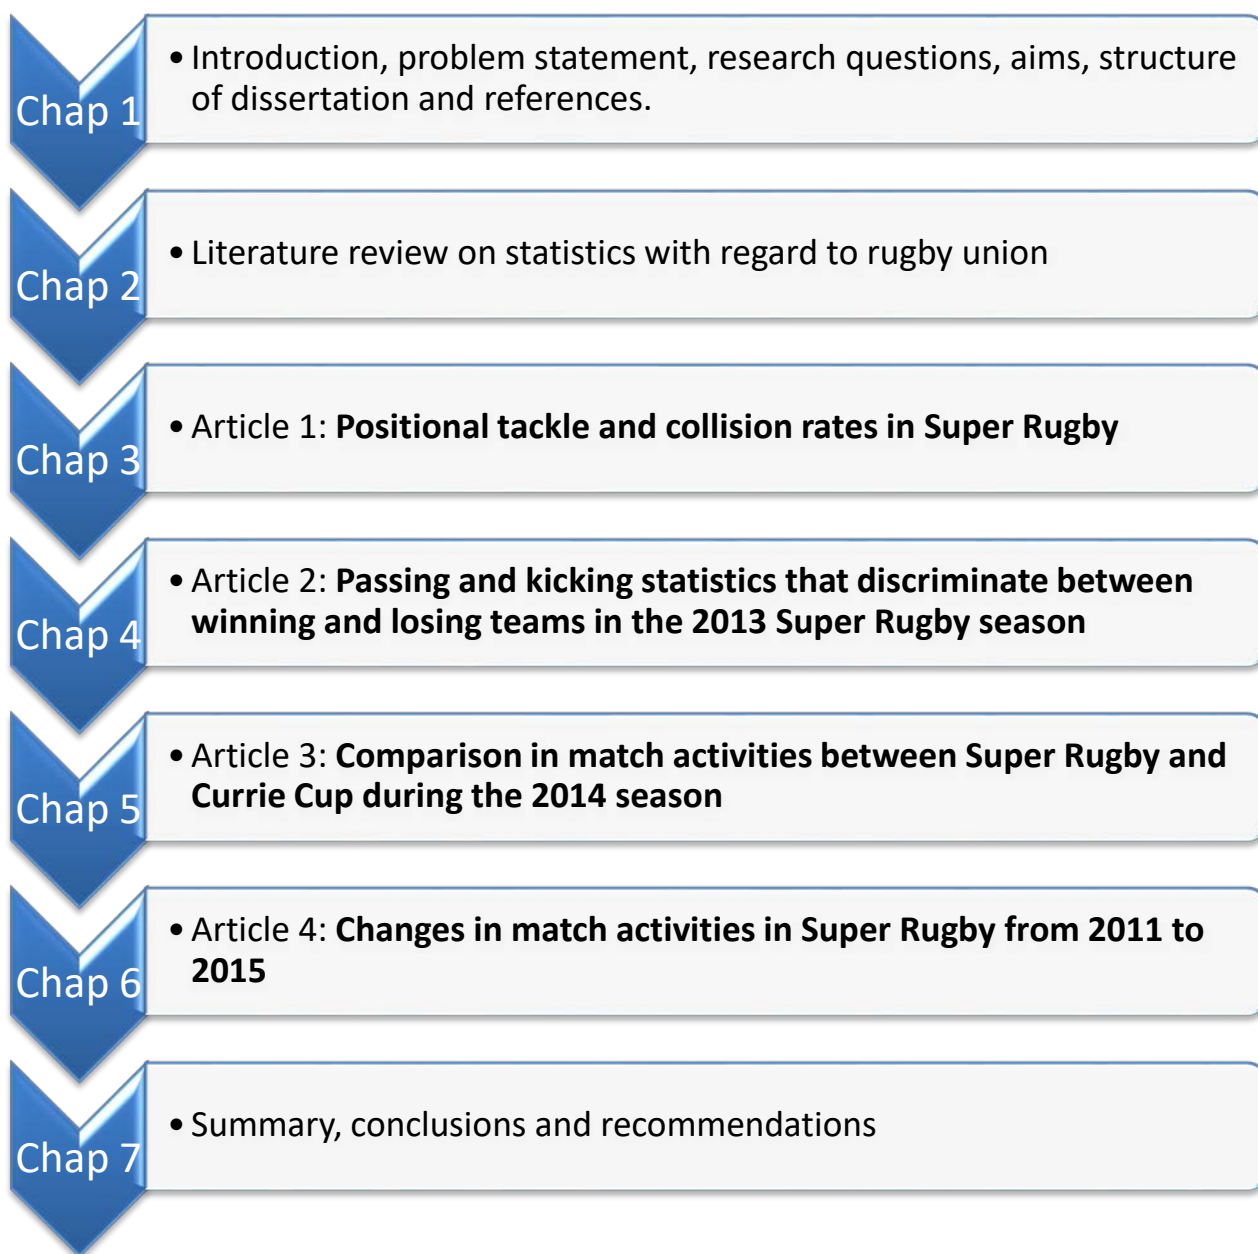 Chap 1
• Introduction, problem statement, research questions, aims, structure
of dissertation and references.
Chap 2
• Literature review on statistics with regard to rugby union
Chap 3
• Article 1: Positional tackle and collision rates in Super Rugby
Chap 4
• Article 2: Passing and kicking statistics that discriminate between
winning and losing teams in the 2013 Super Rugby season
Chap 5
• Article 3: Comparison in match activities between Super Rugby and
Currie Cup during the 2014 season
Chap 6
• Article 4: Changes in match activities in Super Rugby from 2011 to
2015
Chap 7
• Summary, conclusions and recommendations